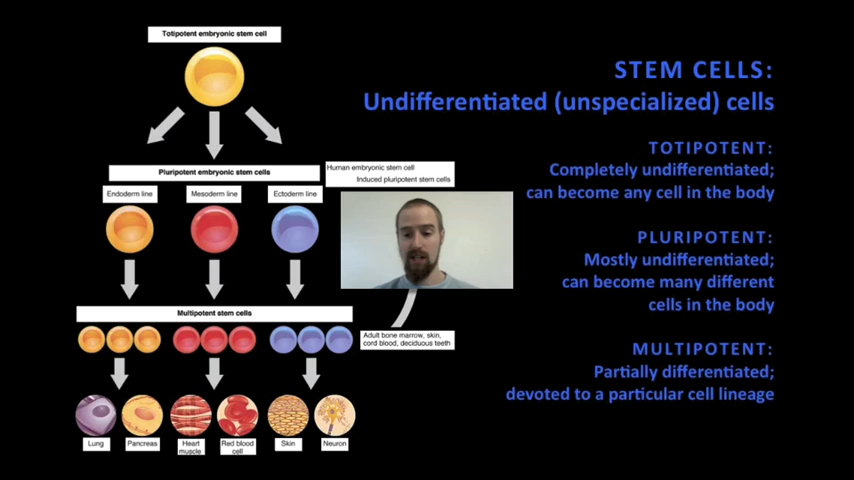 Totipotent embryonic stem cell
STEM CELLS:
Undifferentiated (unspecialized) cells
TOTIPOTENT:
Completely undifferentiated;
can become any cell in the body
Pluripotent embryonic stem cells
Human embryonic stem cell
Induced pluripotent stem cells
Endoderm line
Mesoderm line
Ectoderm line
PLURIPOTENT:
Mostly undifferentiated;
can become many different
cells in the body
Multipotent stem cells
Adult bone marrow, skin,
cord blood, deciduous teeth
MULTIPOTENT:
Partially differentiated;
devoted to a particular cell lineage
Lung
Pancreas
Heart
muscle
Red blood
cell
Skin
Neuron